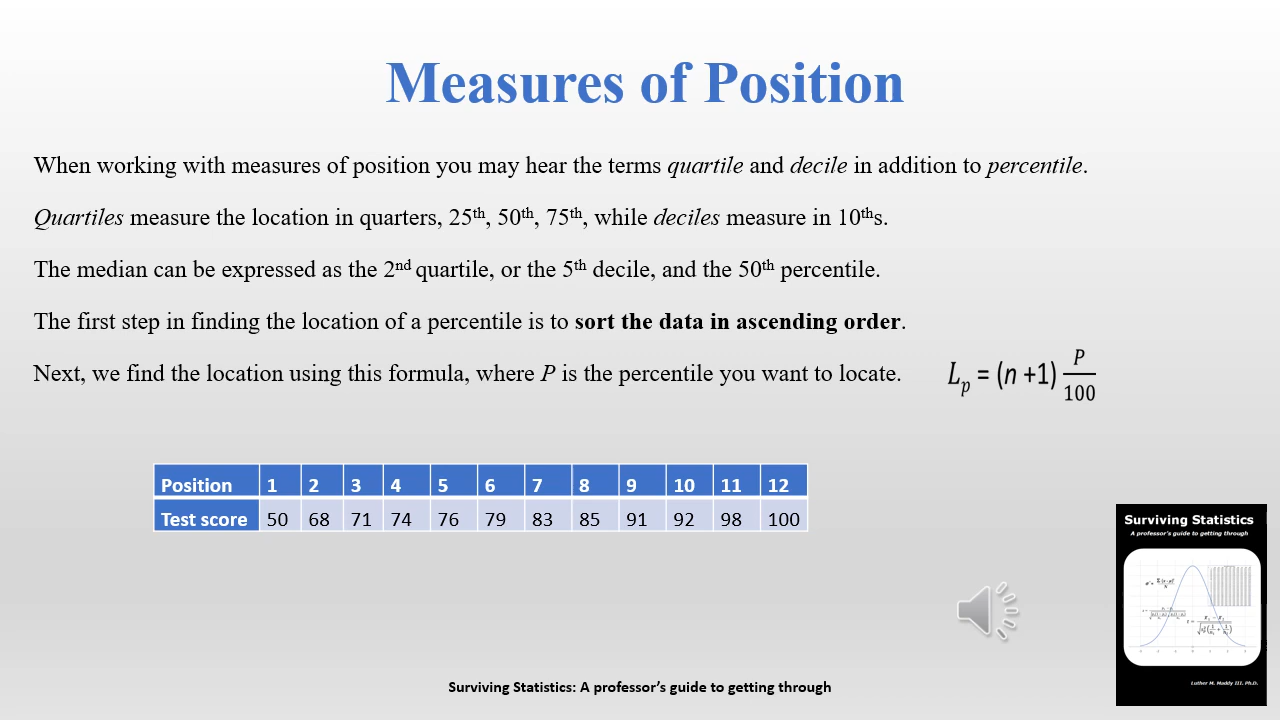 Measures of Position
When working with measures of position you may hear the terms quartile and decile in addition to percentile.
Quartiles measure the location in quarters, 25th, 50th, 75th, while deciles measure in 10ths.
The median can be expressed as the 2nd quartile, or the 5th decile, and the 50th percentile.
The first step in finding the location of a percentile is to sort the data in ascending order.
Next, we find the location using this formula, where P is the percentile you want to locate. Lp = (n +1) P/100
Position 1 2 3 4 5 6 7 8 9 10 11 12
Test score 50 68 71 74 76 79 83 85 91 92 98 100
Surviving Statistics
A professor's guide to getting through
Luther M. Maddy III, Ph.D.
Surviving Statistics: A professor’s guide to getting through